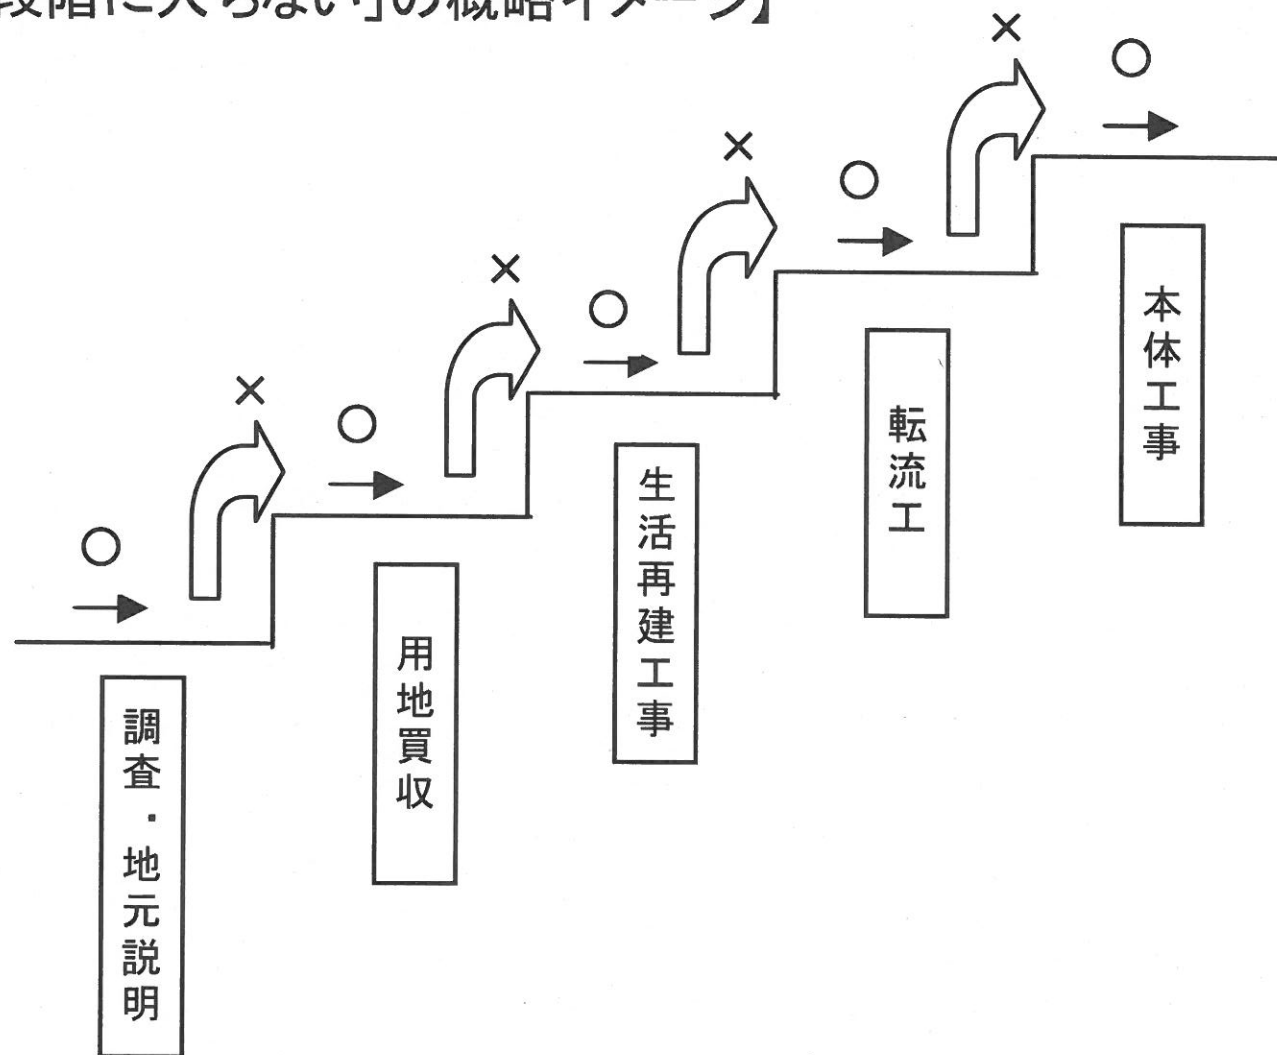 段階に入らない」の概略イメージ】
×
○
×
○
×
○
×
○
○
本体工事
転流工
生活再建工事
用地買収
調査・地元説明